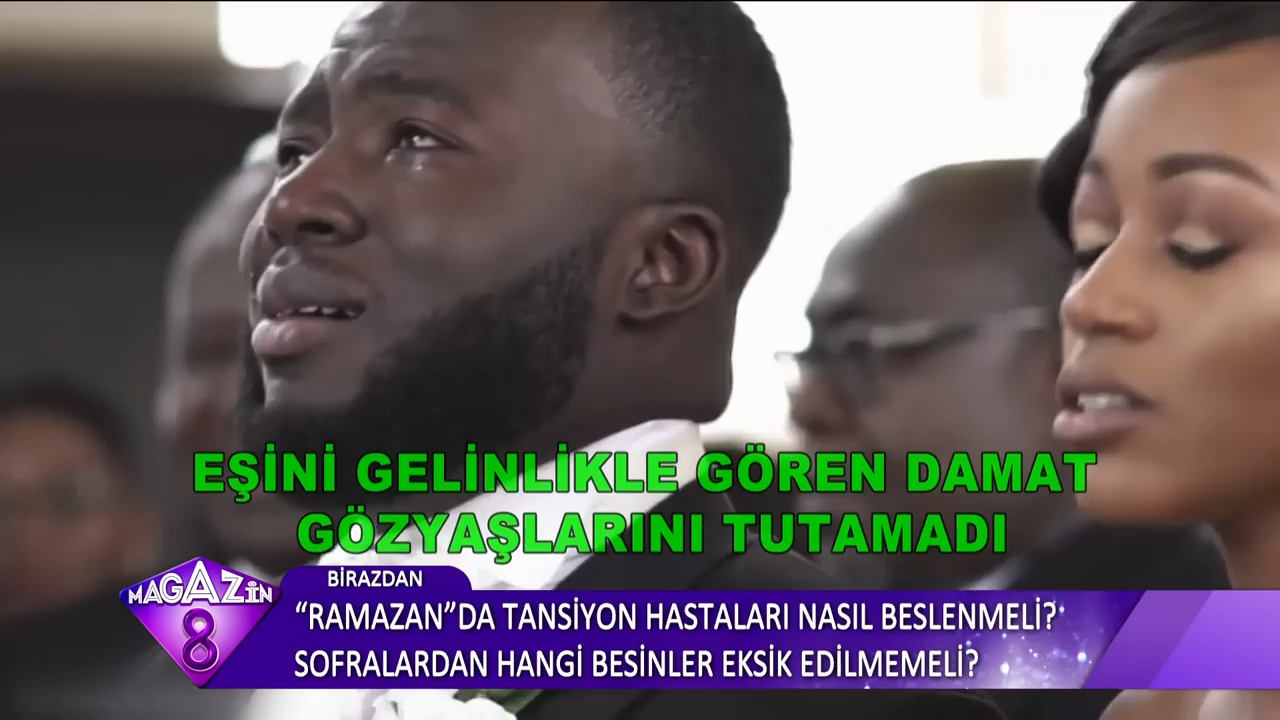 EŞİNİ GELİNLİKLE GÖREN DAMAT
GÖZYAŞLARINI TUTAMADI
BİRAZDAN
MAGAZİN
8
“RAMAZAN”DA TANSİYON HASTALARI NASIL BESLENMELİ?
SOFRALARDAN HANGİ BESİNLER EKSİK EDİLMEMELİ?